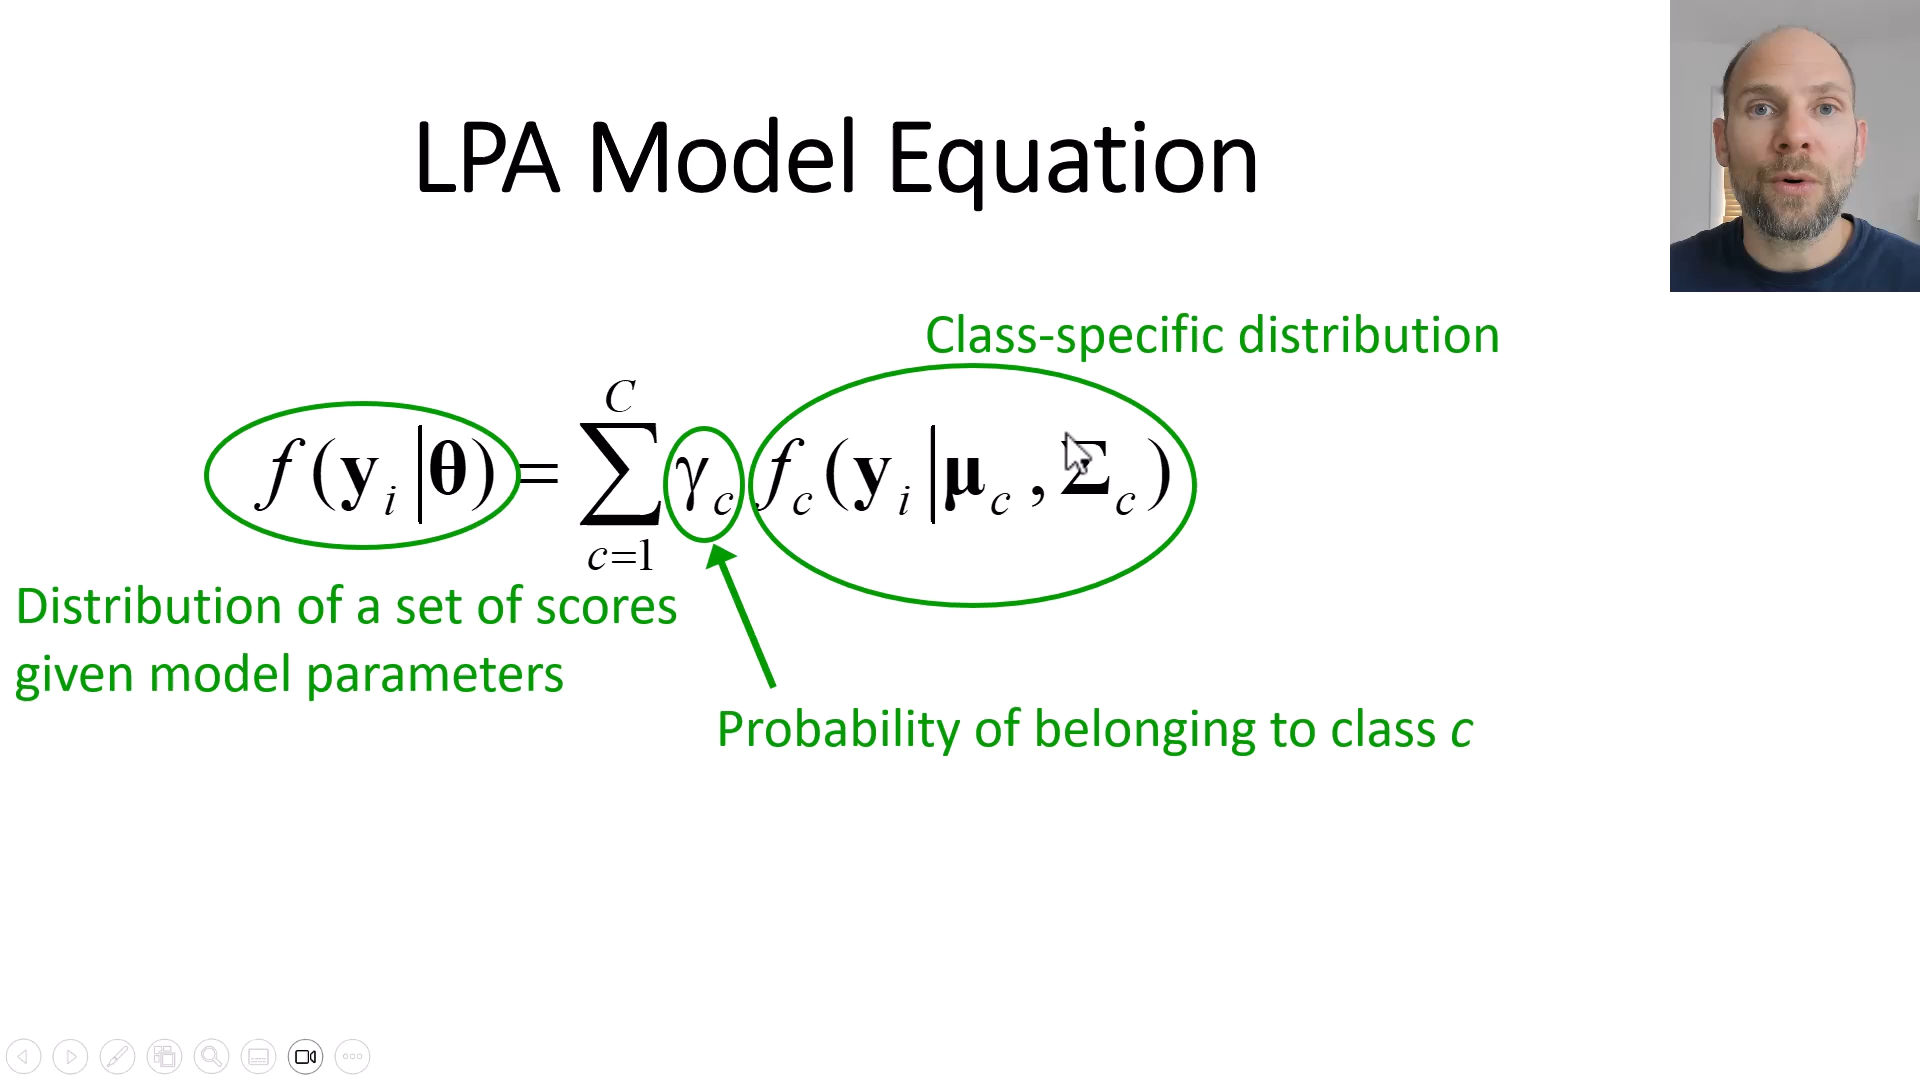 LPA Model Equation
Class-specific distribution
f(𝐲ᵢ|𝛉) = ∑_{c=1}^{C} γ_c f_c(𝐲ᵢ|𝛍_c, 𝚺_c)
Distribution of a set of scores
given model parameters
Probability of belonging to class c